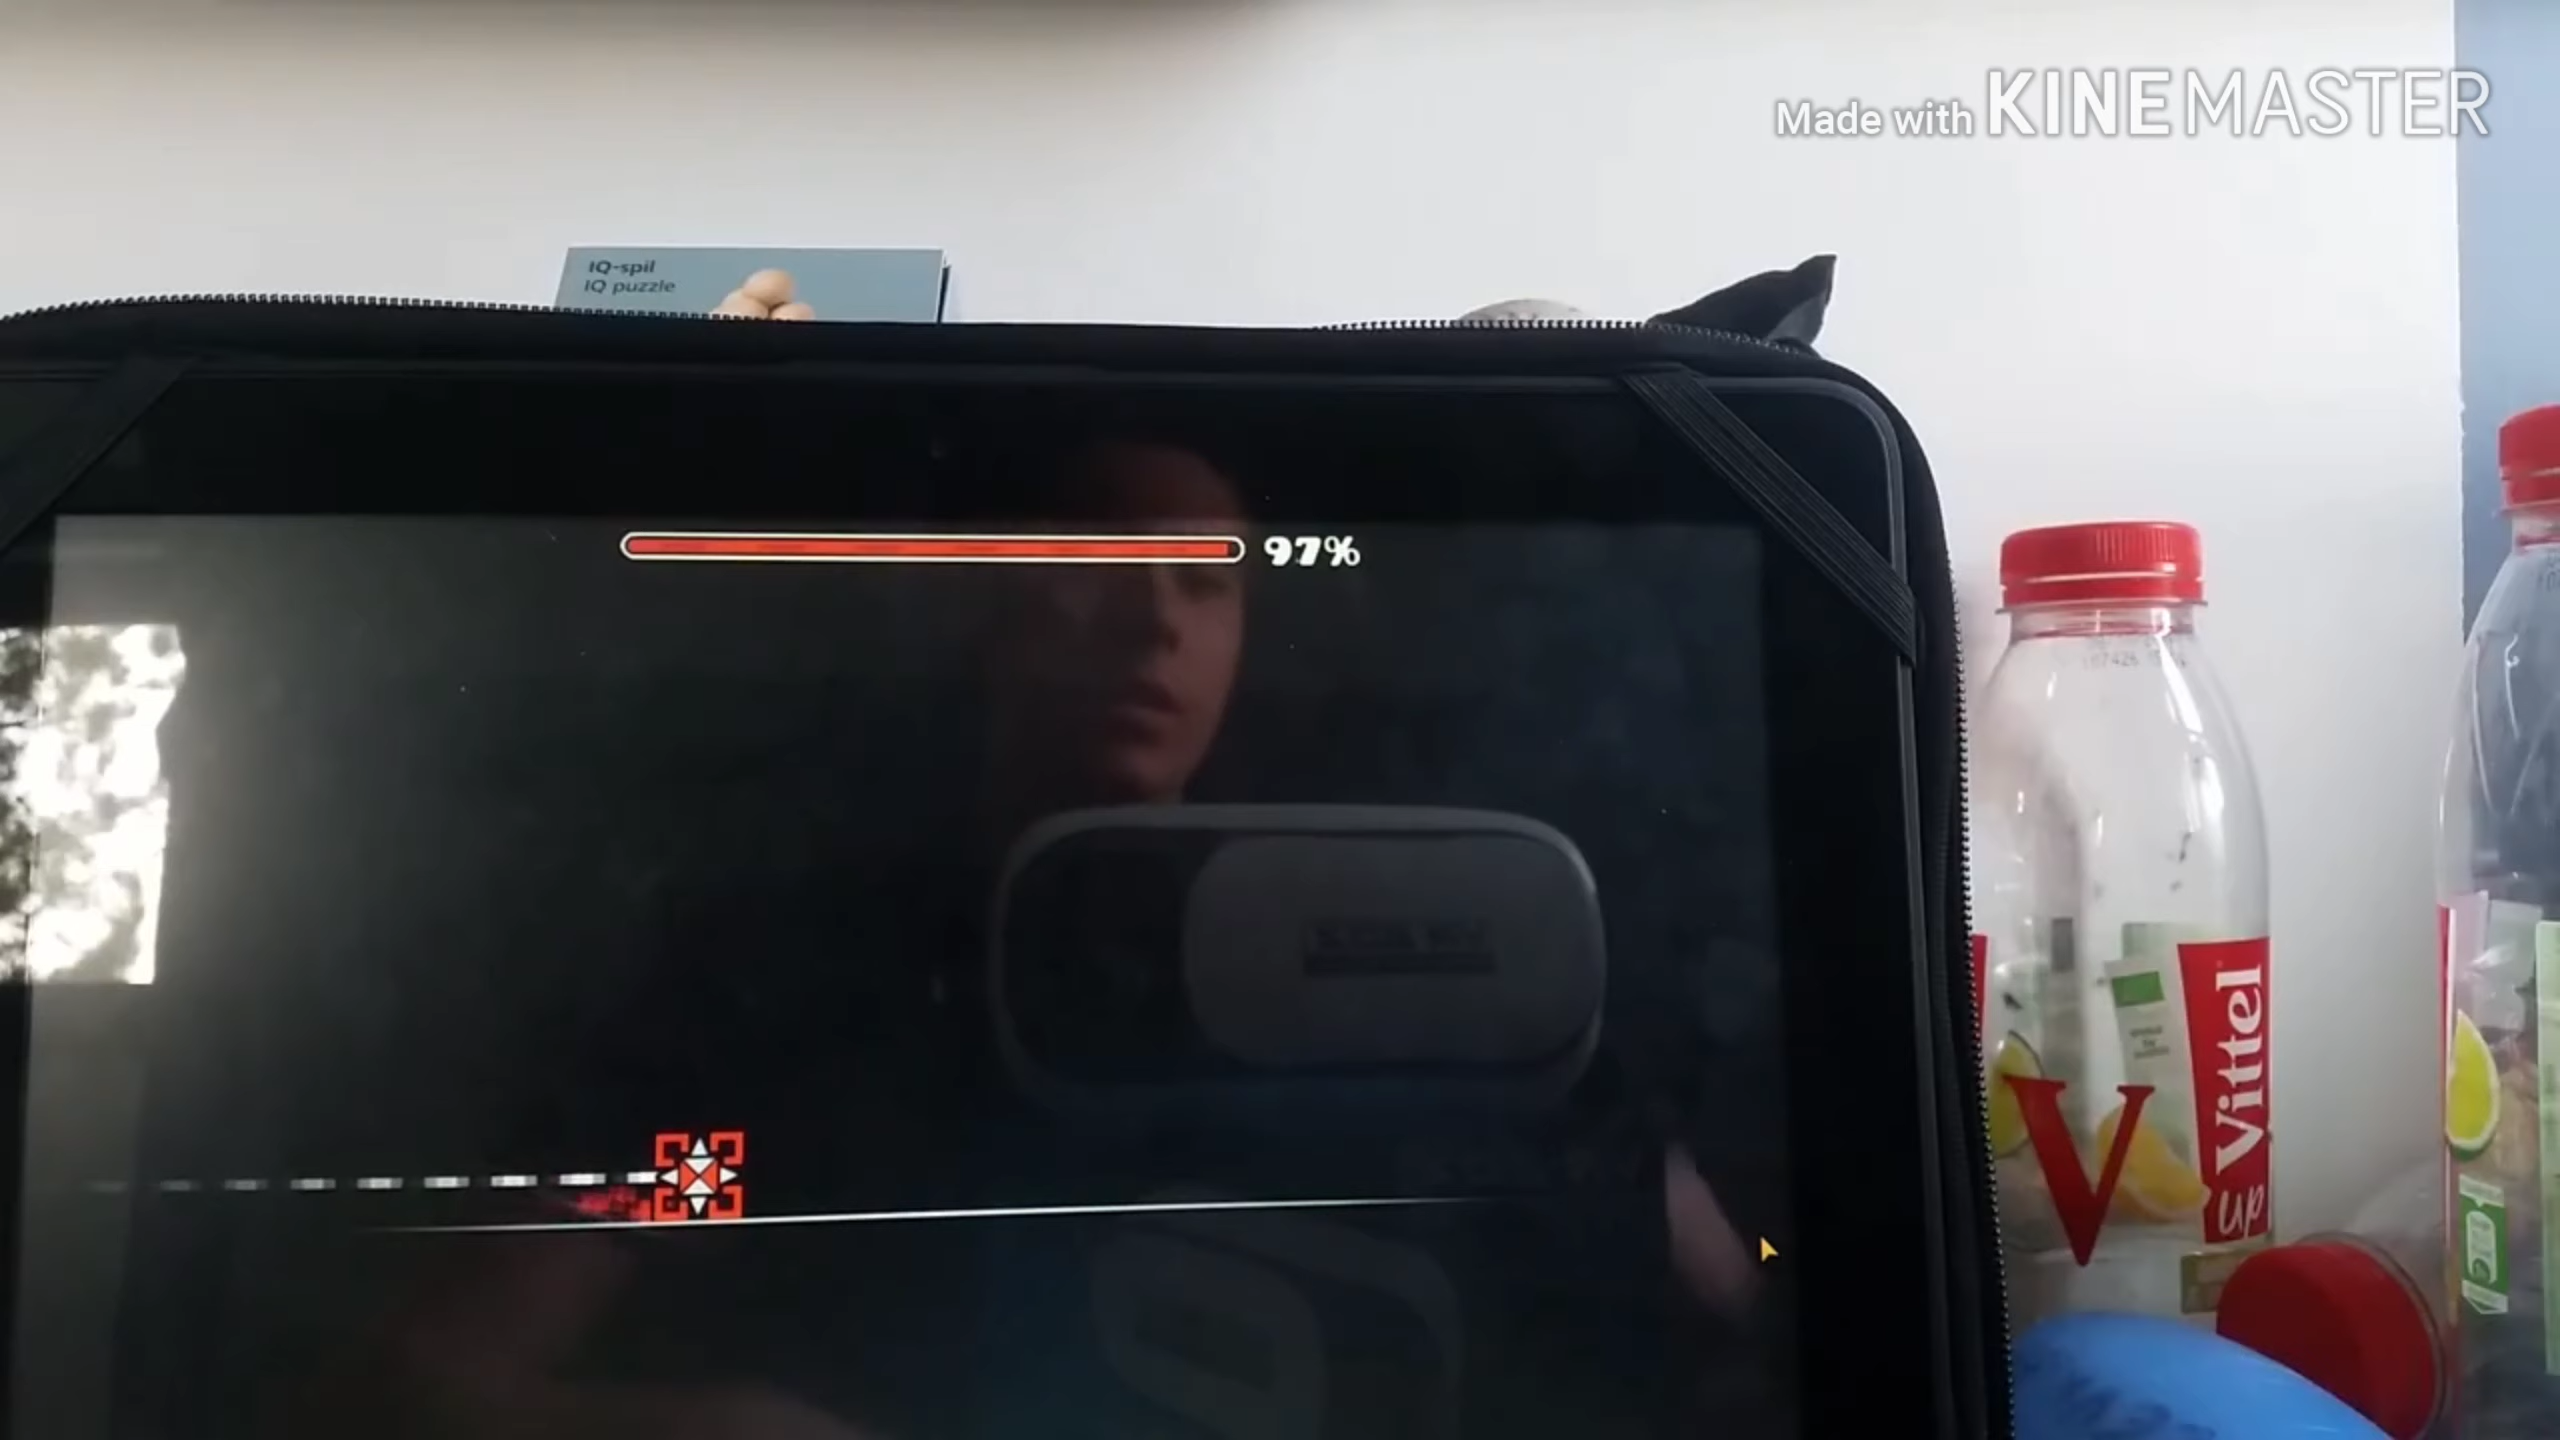 Made with KINEMASTER
IQ-spil
IQ puzzle
97%
Vittel
up
V